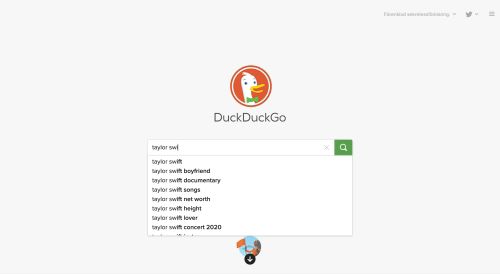 Förenklad sekretessförklaring
DuckDuckGo
taylor swi
taylor swift
taylor swift boyfriend
taylor swift documentary
taylor swift songs
taylor swift net worth
taylor swift height
taylor swift lover
taylor swift concert 2020